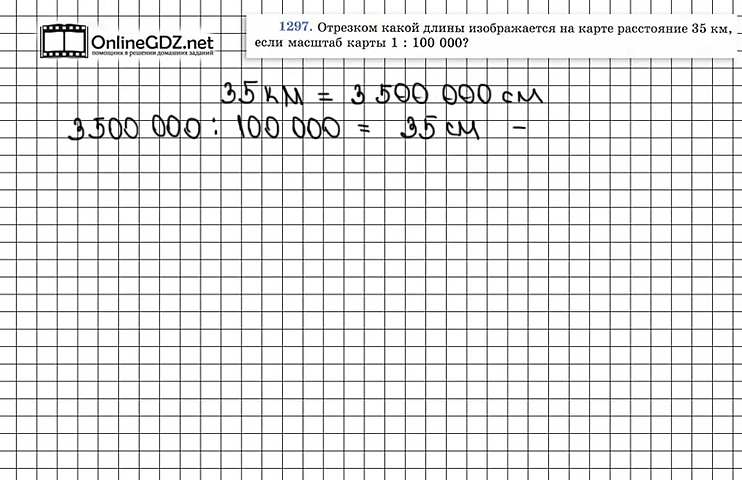 OnlineGDZ.net
помощник в решении домашних заданий
1297. Отрезком какой длины изображается на карте расстояние 35 км,
если масштаб карты 1 : 100 000?
35 км = 3 500 000 см
3 500 000 : 100 000 = 35 см –